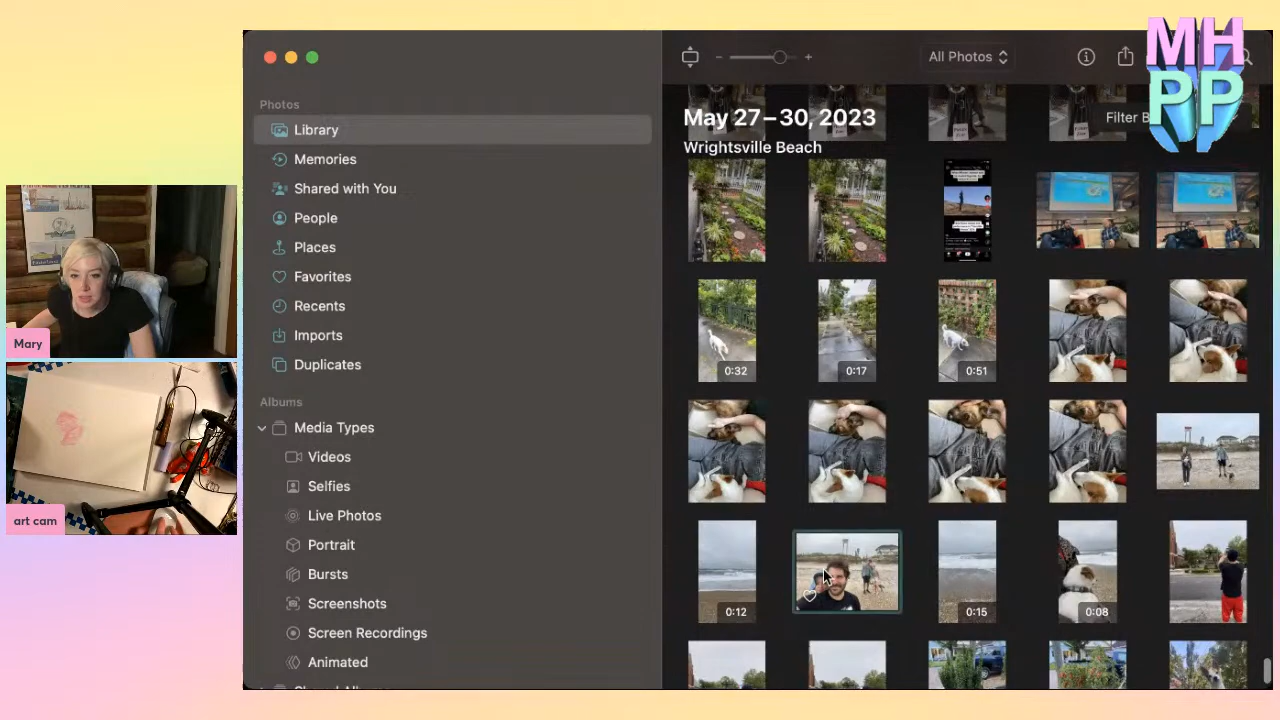 MH
PP
Photos
Library
Memories
Shared with You
People
Places
Favorites
Recents
Imports
Duplicates
Albums
Media Types
Videos
Selfies
Live Photos
Portrait
Bursts
Screenshots
Screen Recordings
Animated
All Photos
May 27–30, 2023
Wrightsville Beach
0:32
0:17
0:51
0:12
0:15
0:08
Mary
art cam